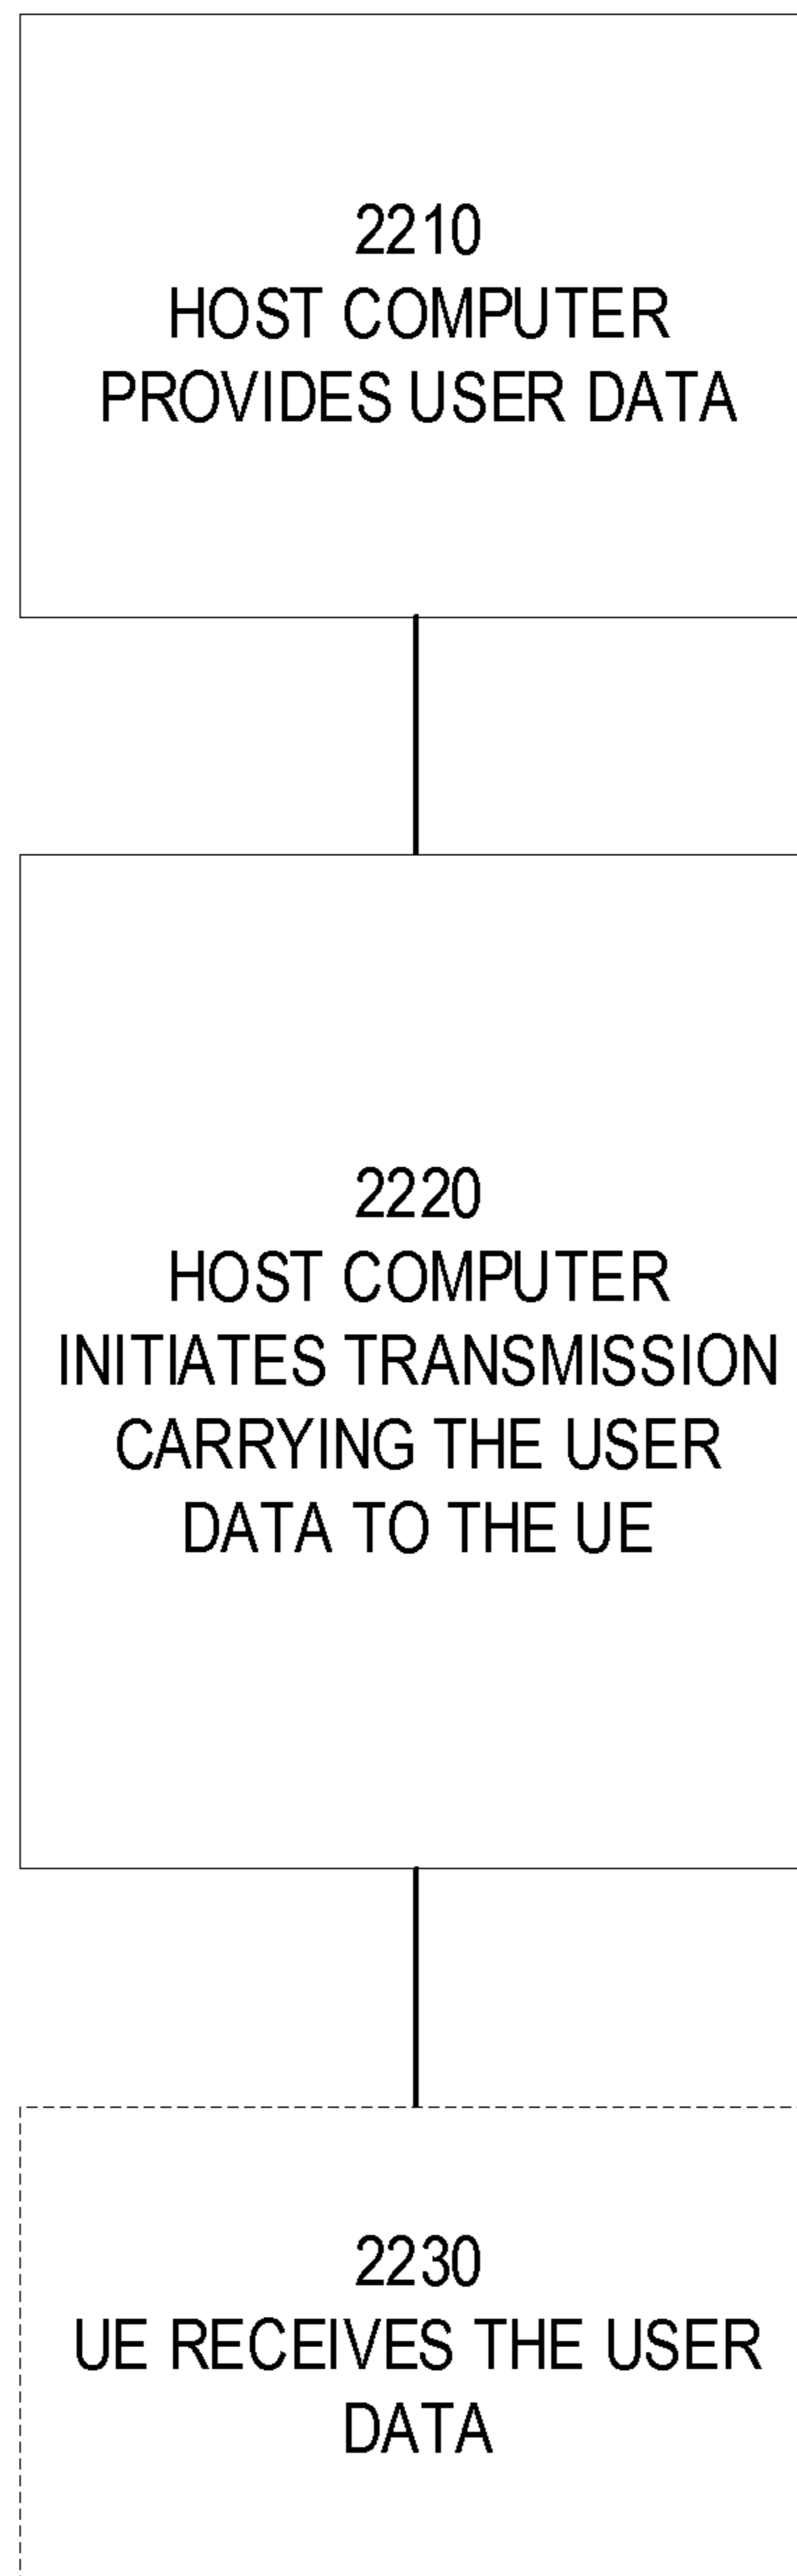 2210
HOST COMPUTER
PROVIDES USER DATA
2220
HOST COMPUTER
INITIATES TRANSMISSION
CARRYING THE USER
DATA TO THE UE
2230
UE RECEIVES THE USER
DATA